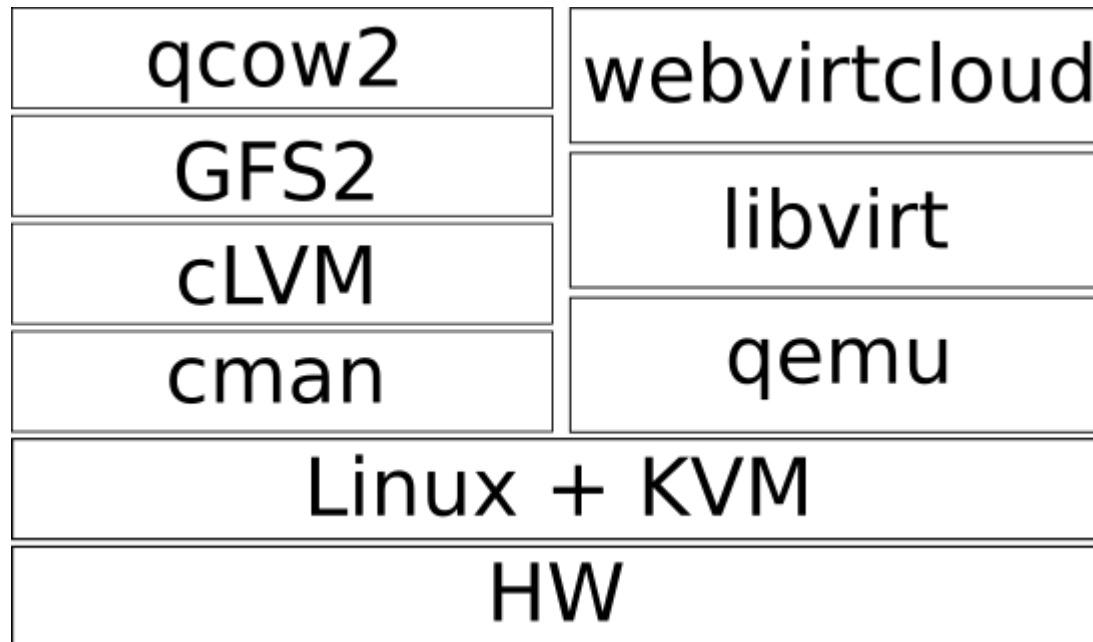 qcow2
GFS2
cLVM
cman
webvirtcloud
libvirt
qemu
Linux + KVM
HW